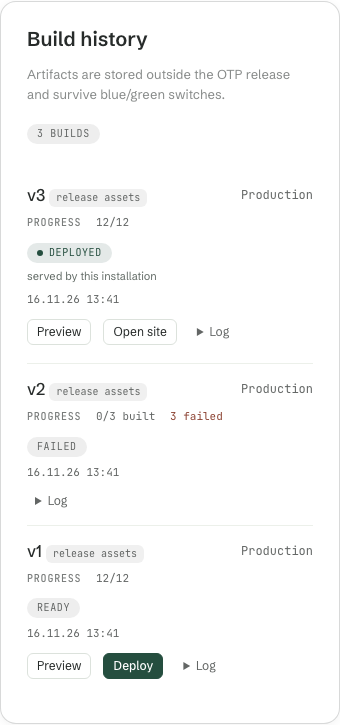 Build history
Artifacts are stored outside the OTP release
and survive blue/green switches.
3 BUILDS
v3 release assets Production
PROGRESS 12/12
DEPLOYED
served by this installation
16.11.26 13:41
Preview Open site Log
v2 release assets Production
PROGRESS 0/3 built 3 failed
FAILED
16.11.26 13:41
Log
v1 release assets Production
PROGRESS 12/12
READY
16.11.26 13:41
Preview Deploy Log